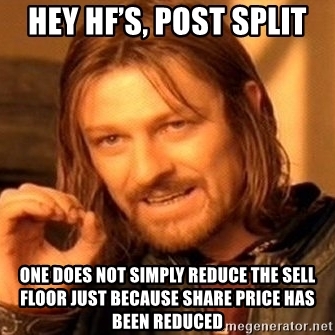 HEY HF'S, POST SPLIT
ONE DOES NOT SIMPLY REDUCE THE SELL
FLOOR JUST BECAUSE SHARE PRICE HAS
BEEN REDUCED
memegenerator.net